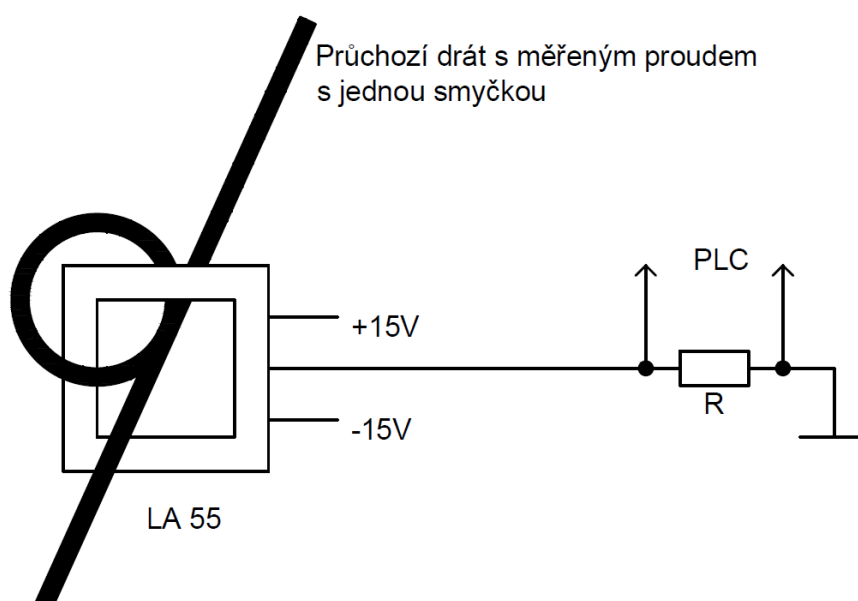 Průchozí drát s měřeným proudem
s jednou smyčkou
PLC
+15V
R
-15V
LA 55